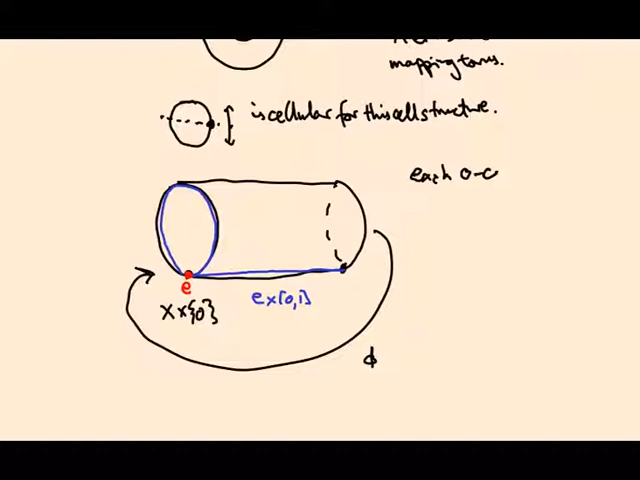 mapping torus.
is cellular for this cell structure.
each 0-c
e
X×{0}
e×[0,1]
ϕ